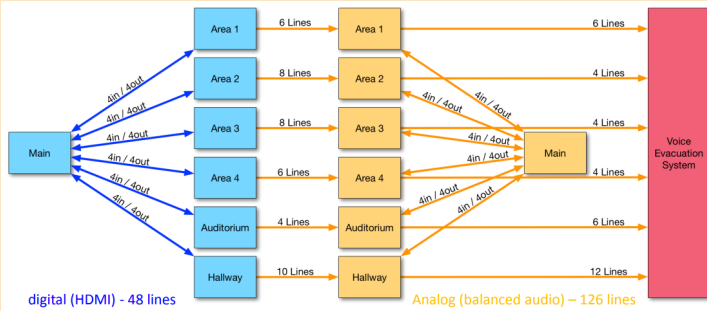 Area 1
6 Lines
Area 1
6 Lines
4in / 4out
4in / 4out
Area 2
8 Lines
Area 2
4 Lines
4in / 4out
4in / 4out
Area 3
8 Lines
Area 3
4 Lines
4in / 4out
4in / 4out
Main
Main
Voice
Evacuation
System
4in / 4out
4in / 4out
Area 4
6 Lines
Area 4
4 Lines
4in / 4out
4in / 4out
Auditorium
4 Lines
Auditorium
6 Lines
4in / 4out
4in / 4out
Hallway
10 Lines
Hallway
12 Lines
digital (HDMI) - 48 lines
Analog (balanced audio) – 126 lines